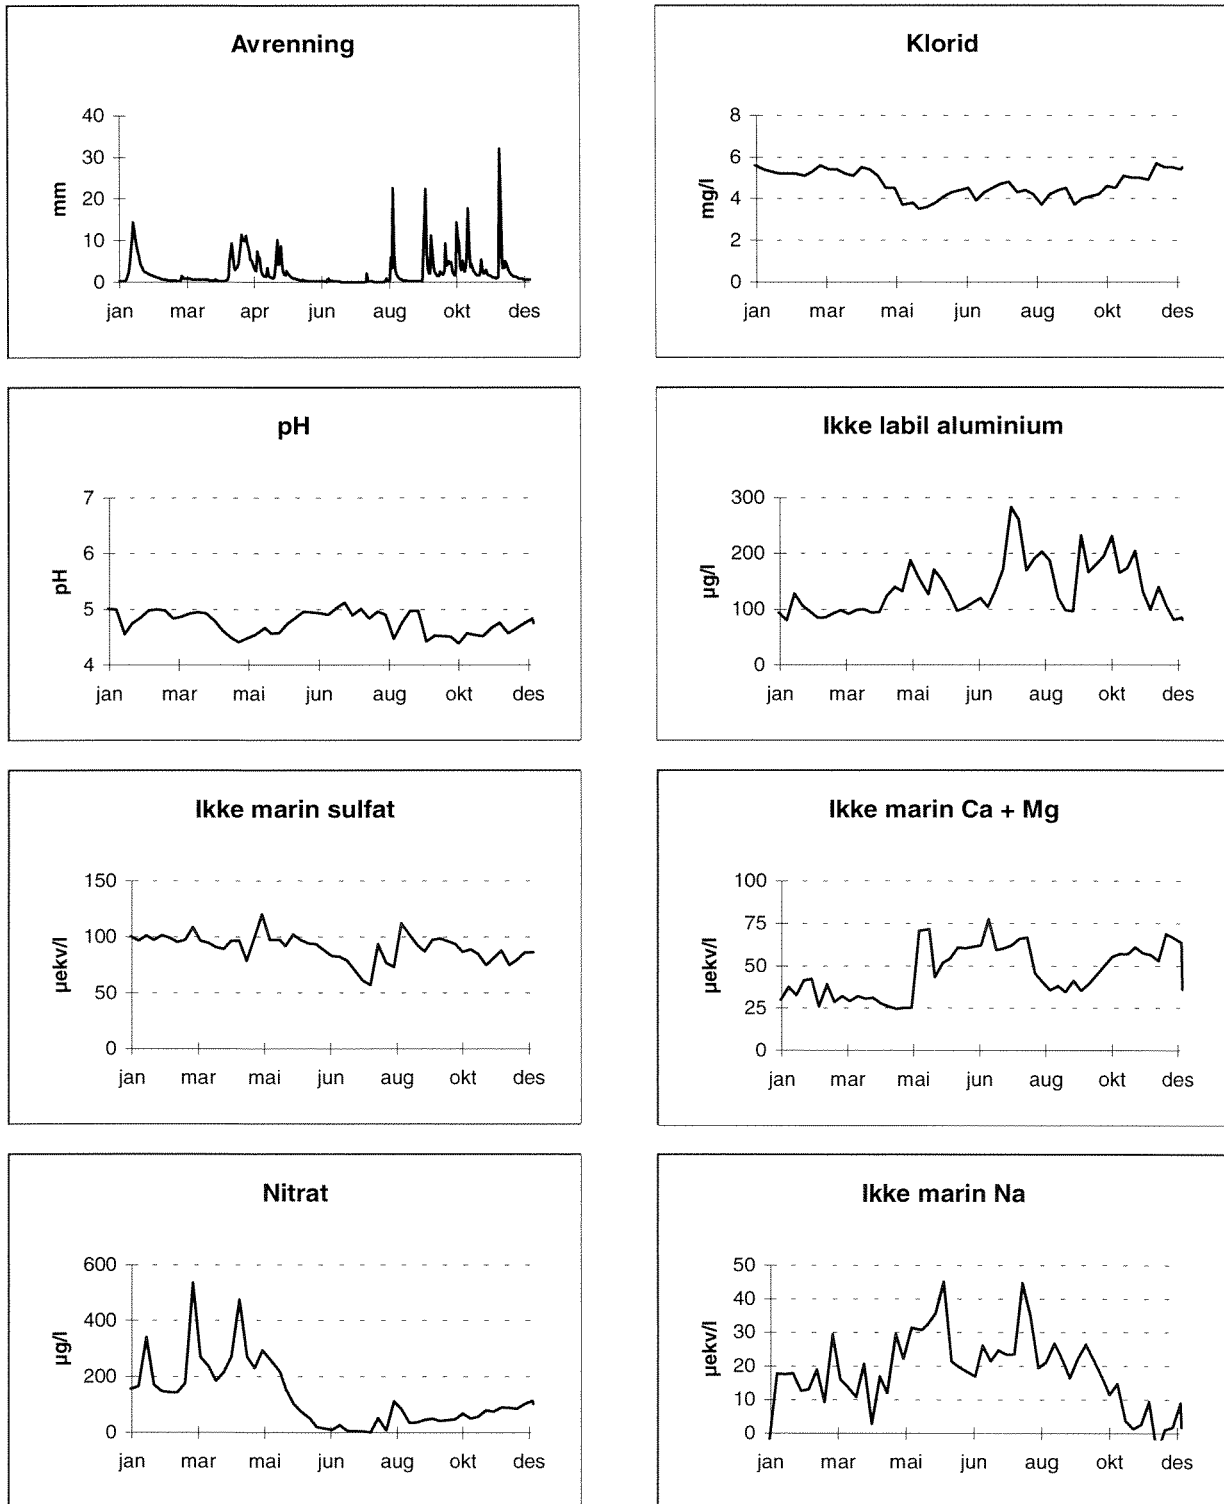 Avrenning
40
30
20
10
0
mm
jan mar apr jun aug okt des
Klorid
8
6
4
2
0
mg/l
jan mar mai jun aug okt des
pH
7
6
5
4
pH
jan mar mai jun aug okt des
Ikke labil aluminium
300
200
100
0
µg/l
jan mar mai jun aug okt des
Ikke marin sulfat
150
100
50
0
µekv/l
jan mar mai jun aug okt des
Ikke marin Ca + Mg
100
75
50
25
0
µekv/l
jan mar mai jun aug okt des
Nitrat
600
400
200
0
µg/l
jan mar mai jun aug okt des
Ikke marin Na
50
40
30
20
10
0
µekv/l
jan mar mai jun aug okt des